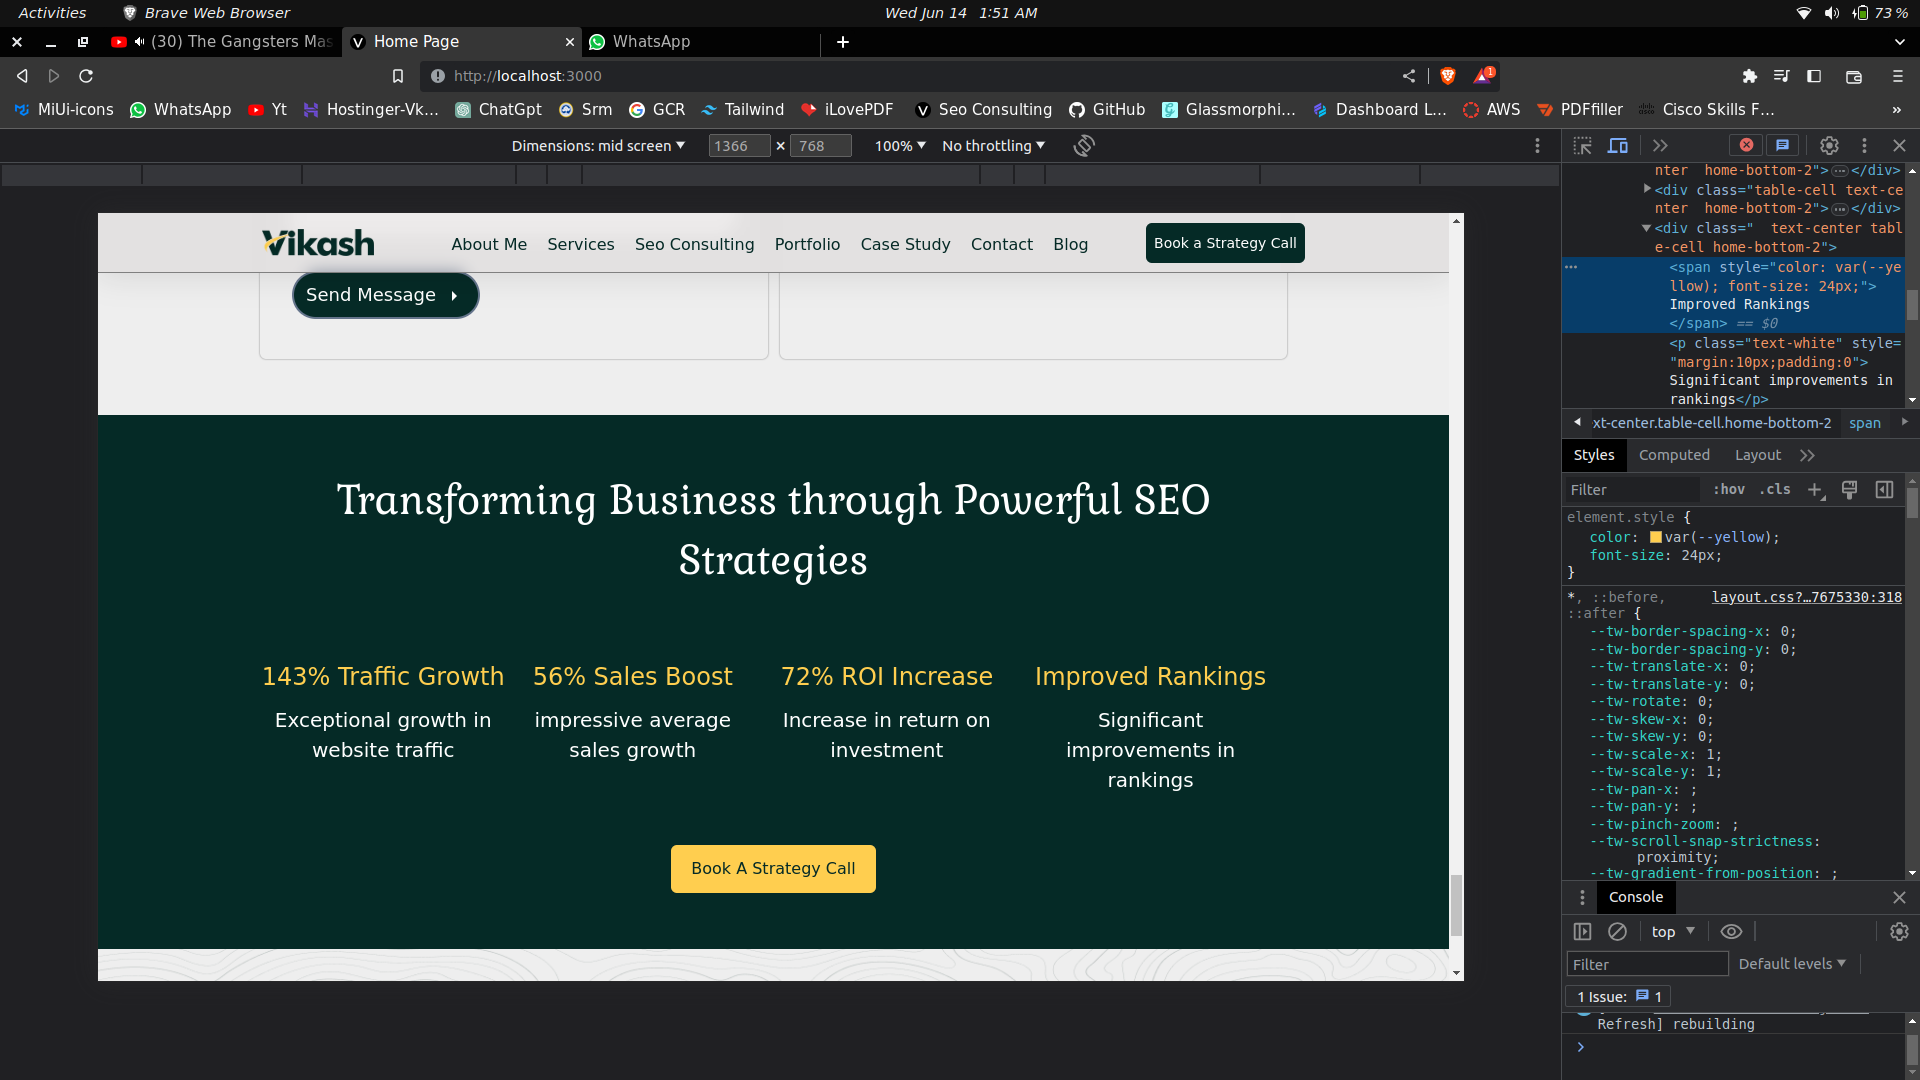 Activities
Brave Web Browser
Wed Jun 14 1:51 AM
73 %
(30) The Gangsters Mas
Home Page
WhatsApp
http://localhost:3000
1
MiUi-icons
WhatsApp
Yt
Hostinger-Vk...
ChatGpt
Srm
GCR
Tailwind
iLovePDF
Seo Consulting
GitHub
Glassmorphi...
Dashboard L...
AWS
PDFfiller
Cisco Skills F...
»
Dimensions: mid screen
1366 × 768
100%
No throttling
Vikash
About Me
Services
Seo Consulting
Portfolio
Case Study
Contact
Blog
Book a Strategy Call
Send Message
Transforming Business through Powerful SEO
Strategies
143% Traffic Growth
Exceptional growth in
website traffic
56% Sales Boost
impressive average
sales growth
72% ROI Increase
Increase in return on
investment
Improved Rankings
Significant
improvements in
rankings
Book A Strategy Call
nter  home-bottom-2">…</div>
<div class="table-cell text-ce
nter  home-bottom-2">…</div>
<div class="  text-center tabl
e-cell home-bottom-2">
<span style="color: var(--ye
llow); font-size: 24px;">
Improved Rankings
</span> == $0
<p class="text-white" style=
"margin:10px;padding:0">
Significant improvements in
rankings</p>
xt-center.table-cell.home-bottom-2
span
Styles
Computed
Layout
Filter
:hov
.cls
element.style {
color: var(--yellow);
font-size: 24px;
}
*, ::before,
layout.css?…7675330:318
::after {
--tw-border-spacing-x: 0;
--tw-border-spacing-y: 0;
--tw-translate-x: 0;
--tw-translate-y: 0;
--tw-rotate: 0;
--tw-skew-x: 0;
--tw-skew-y: 0;
--tw-scale-x: 1;
--tw-scale-y: 1;
--tw-pan-x: ;
--tw-pan-y: ;
--tw-pinch-zoom: ;
--tw-scroll-snap-strictness:
proximity;
--tw-gradient-from-position: ;
Console
top
Filter
Default levels
1 Issue: 1
Refresh] rebuilding